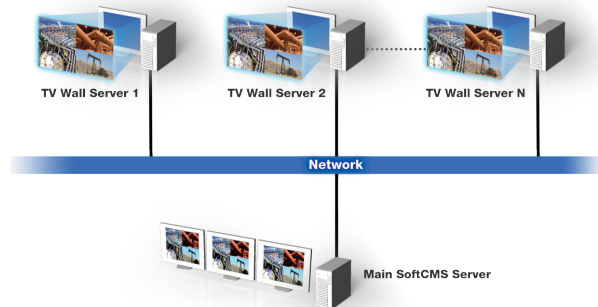 TV Wall Server 1
TV Wall Server 2
TV Wall Server N
Network
Main SoftCMS Server